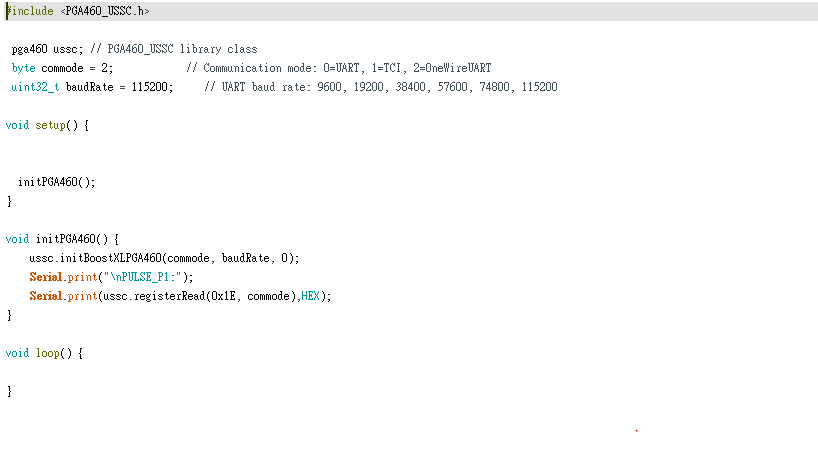 #include <PGA460_USSC.h>
pga460 ussc; // PGA460_USSC library class
byte commode = 2; // Communication mode: 0=UART, 1=TCI, 2=OneWireUART
uint32_t baudRate = 115200; // UART baud rate: 9600, 19200, 38400, 57600, 74800, 115200
void setup() {
initPGA460();
}
void initPGA460() {
ussc.initBoostXLPGA460(commode, baudRate, 0);
Serial.print("\nPULSE_P1:");
Serial.print(ussc.registerRead(0x1E, commode),HEX);
}
void loop() {
}